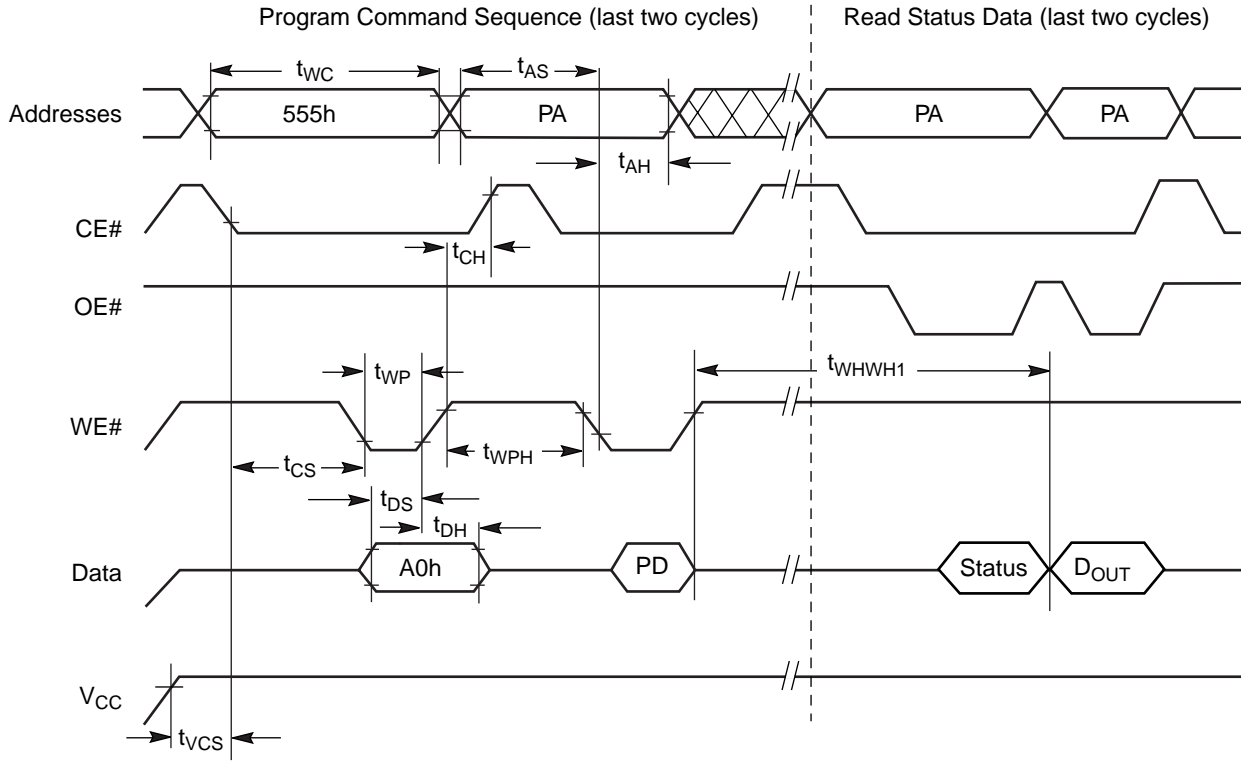 Program Command Sequence (last two cycles)
Read Status Data (last two cycles)
tWC
tAS
Addresses
555h
PA
PA
PA
tAH
CE#
tCH
OE#
tWP
tWHWH1
WE#
tCS
tWPH
tDS
tDH
Data
A0h
PD
Status
DOUT
VCC
tVCS